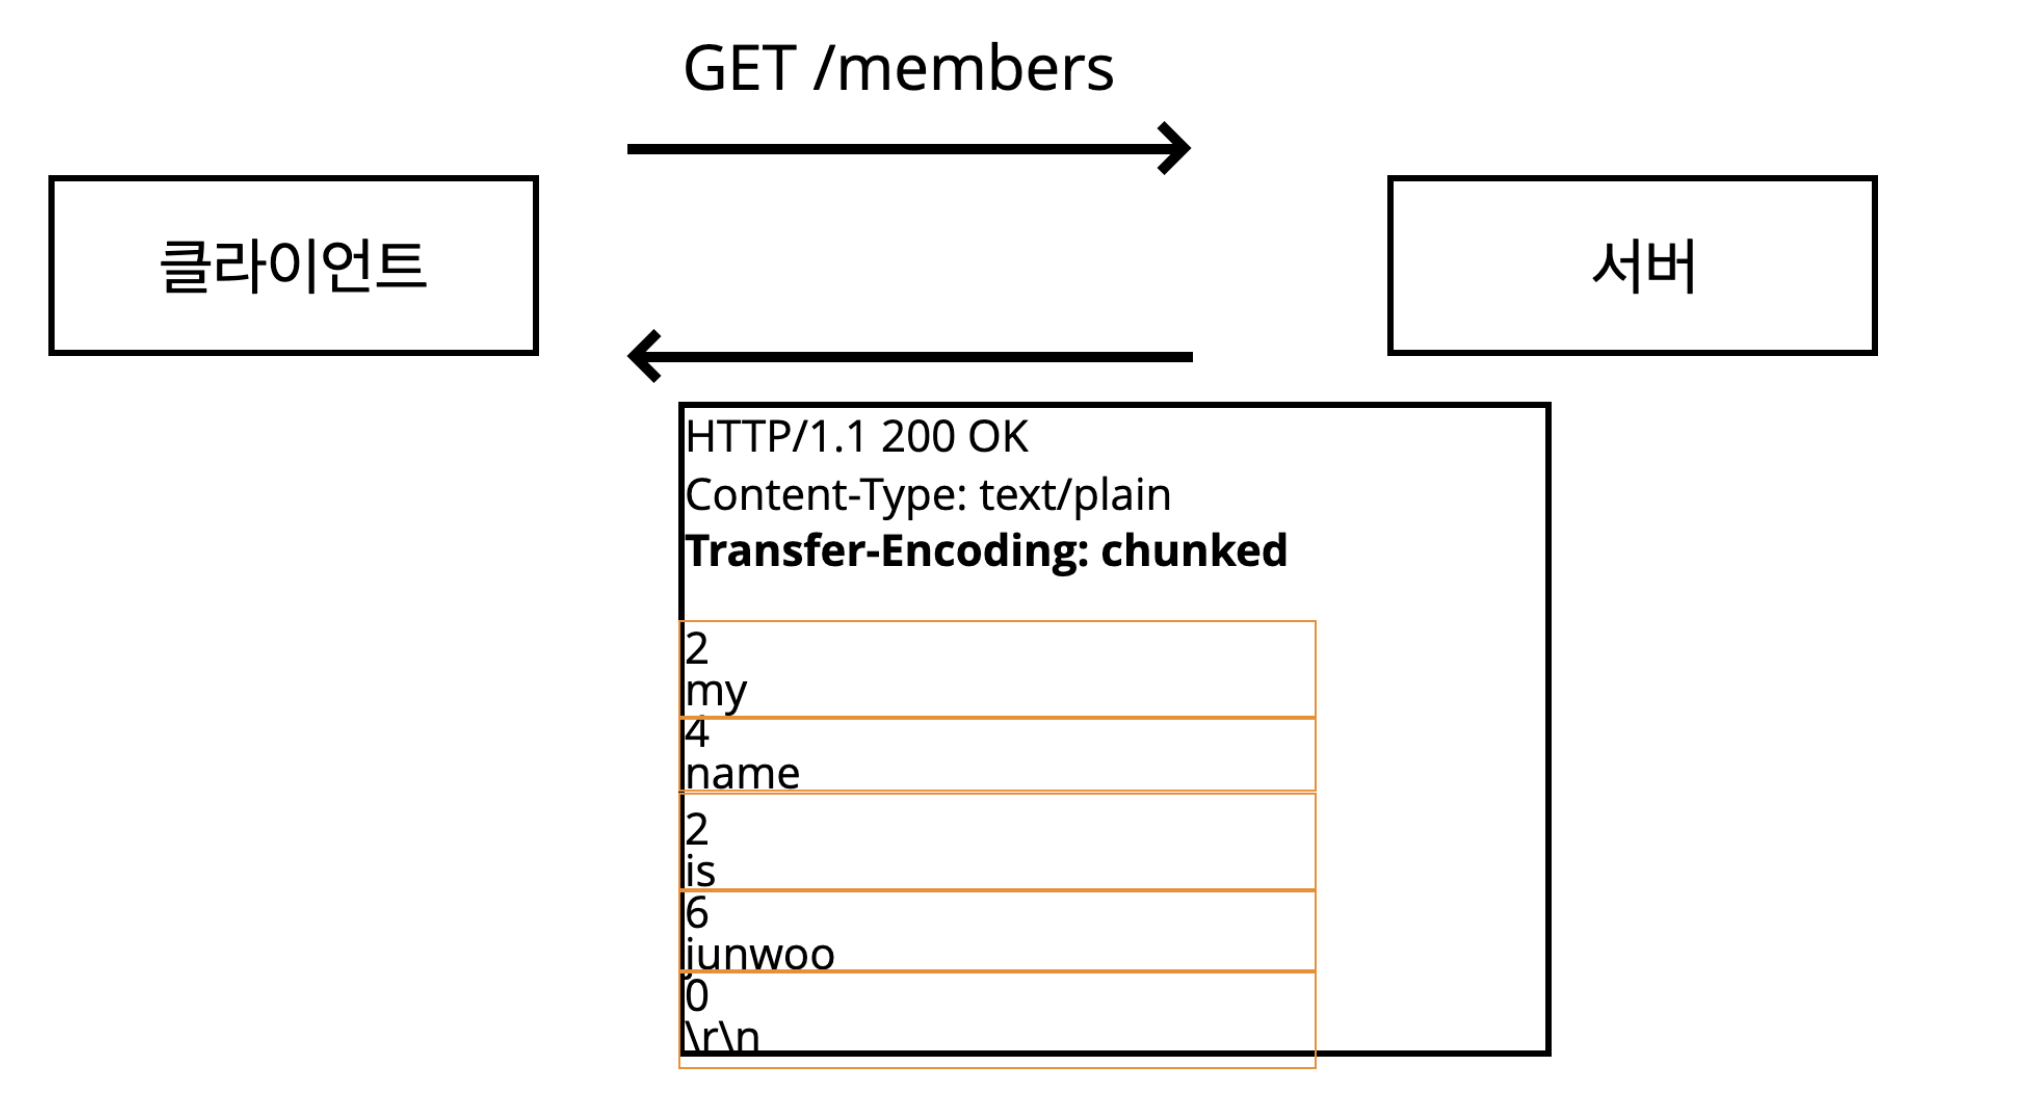 GET /members
클라이언트
서버
HTTP/1.1 200 OK
Content-Type: text/plain
Transfer-Encoding: chunked
2
my
4
name
2
is
6
junwoo
0
\r\n